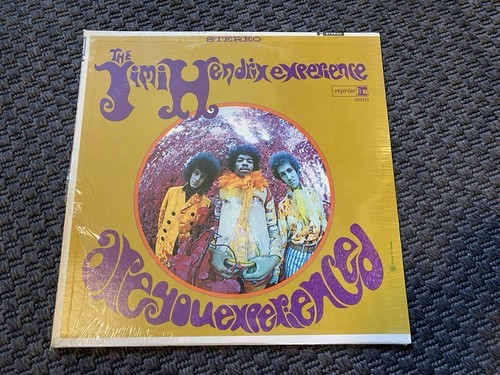 STEREO
THE
Jimi Hendrix experience
reprise
are you experienced